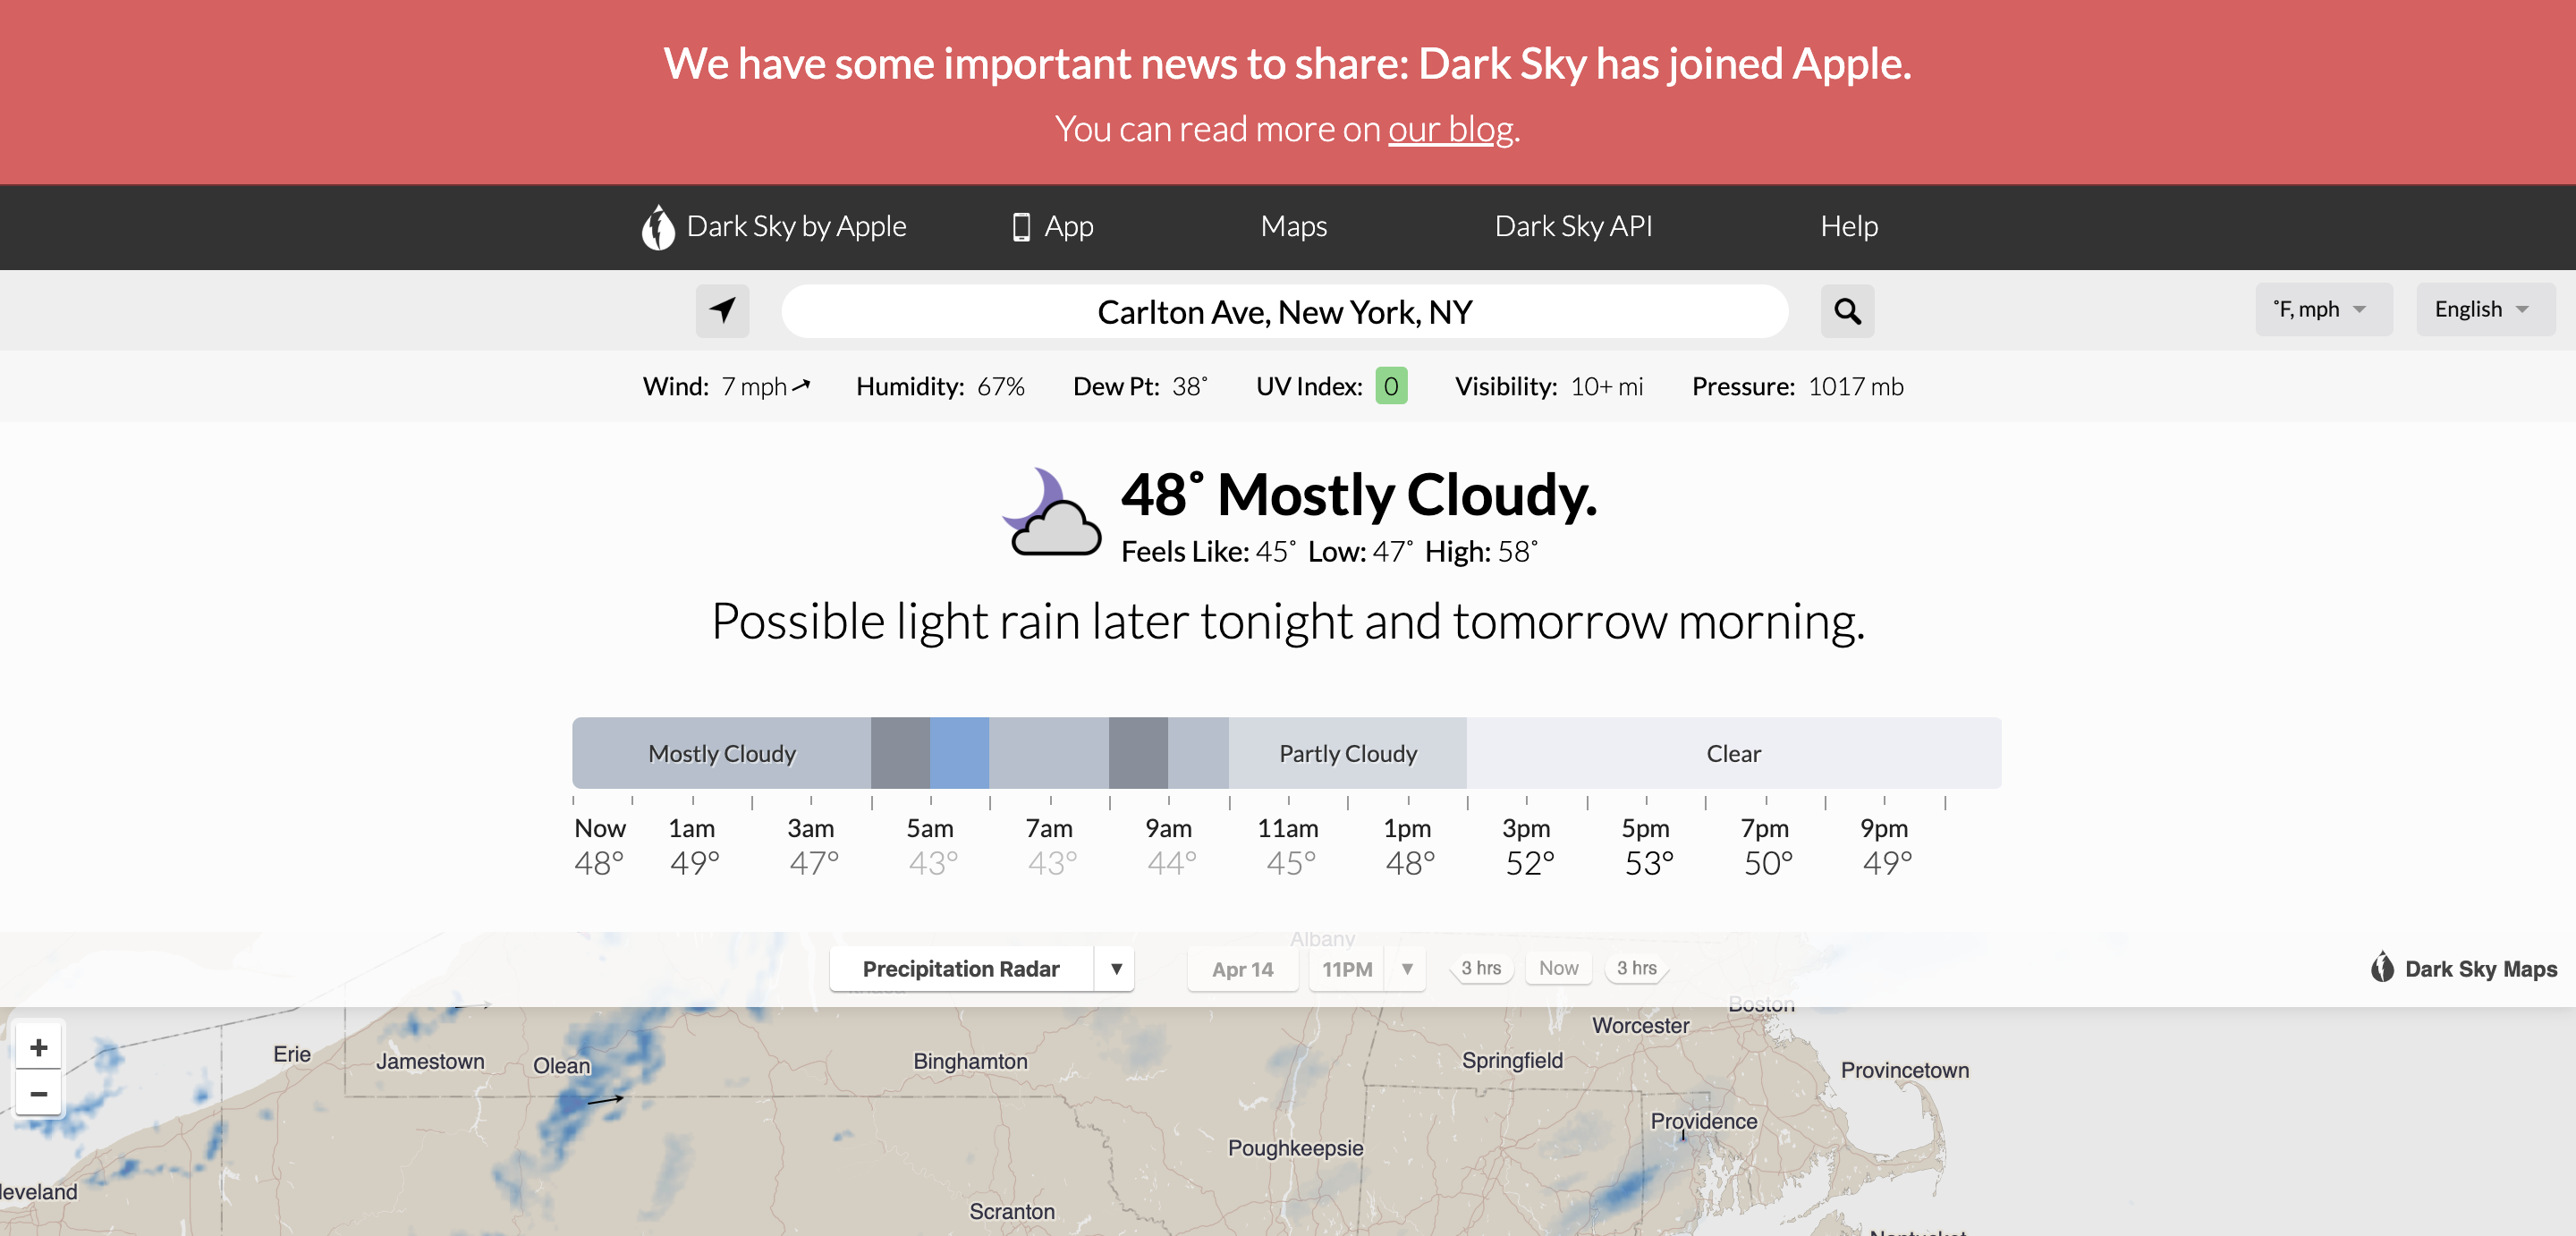 We have some important news to share: Dark Sky has joined Apple.
You can read more on our blog.
Dark Sky by Apple App Maps Dark Sky API Help
Carlton Ave, New York, NY
˚F, mph English
Wind: 7 mph Humidity: 67% Dew Pt: 38˚ UV Index: 0 Visibility: 10+ mi Pressure: 1017 mb
48˚ Mostly Cloudy.
Feels Like: 45˚ Low: 47˚ High: 58˚
Possible light rain later tonight and tomorrow morning.
Mostly Cloudy Partly Cloudy Clear
Now 1am 3am 5am 7am 9am 11am 1pm 3pm 5pm 7pm 9pm
48° 49° 47° 43° 43° 44° 45° 48° 52° 53° 50° 49°
Albany
Precipitation Radar ▼ Apr 14 11PM ▼ 3 hrs Now 3 hrs Dark Sky Maps
Boston
Worcester
+
Erie Jamestown Olean Binghamton Springfield Provincetown
−
Providence
Poughkeepsie
Scranton